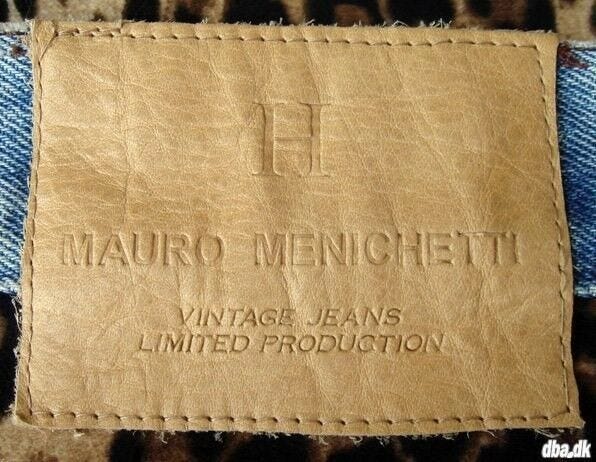 H
MAURO MENICHETTI
VINTAGE JEANS
LIMITED PRODUCTION
dba.dk